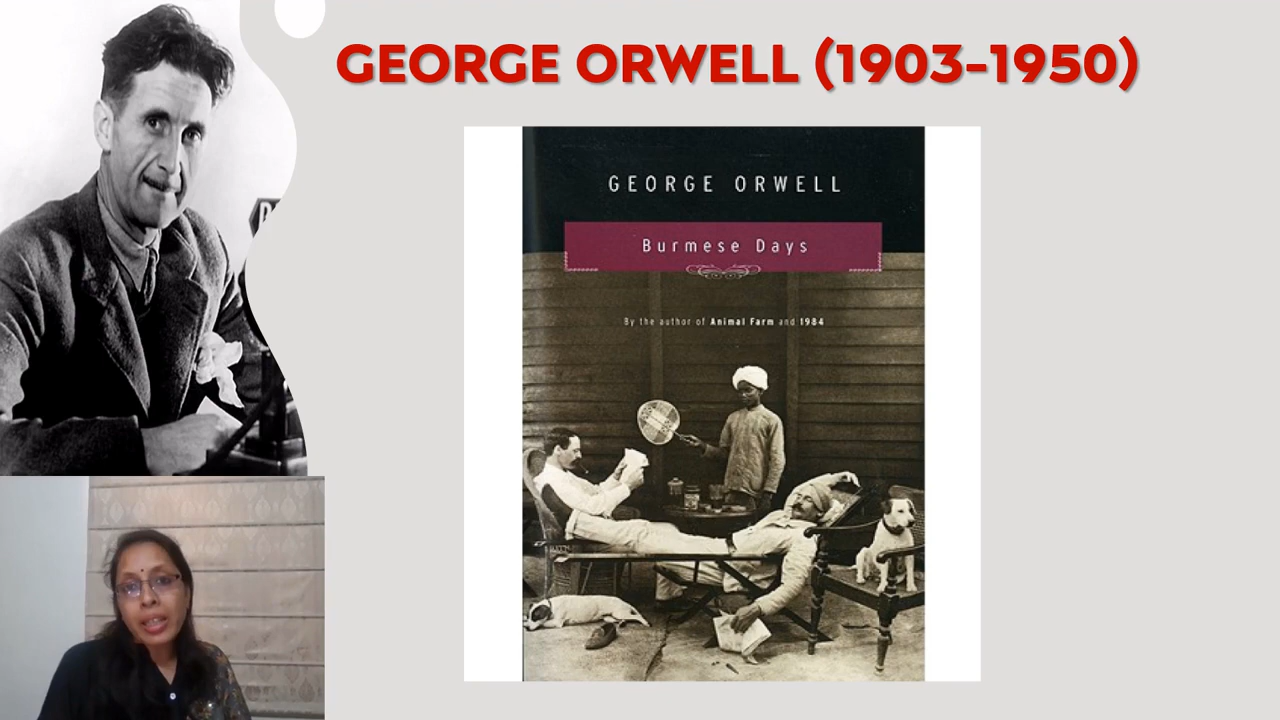 GEORGE ORWELL (1903-1950)
GEORGE ORWELL
Burmese Days
By the author of Animal Farm and 1984